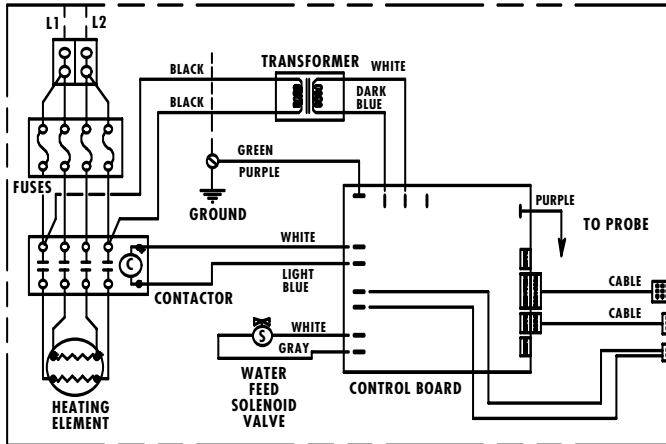 L1 L2
TRANSFORMER
BLACK
WHITE
BLACK
DARK
BLUE
GREEN
PURPLE
FUSES
GROUND
PURPLE
TO PROBE
WHITE
C
LIGHT
BLUE
CONTACTOR
CABLE
CABLE
WHITE
S
GRAY
WATER
FEED
SOLENOID
VALVE
CONTROL BOARD
HEATING
ELEMENT